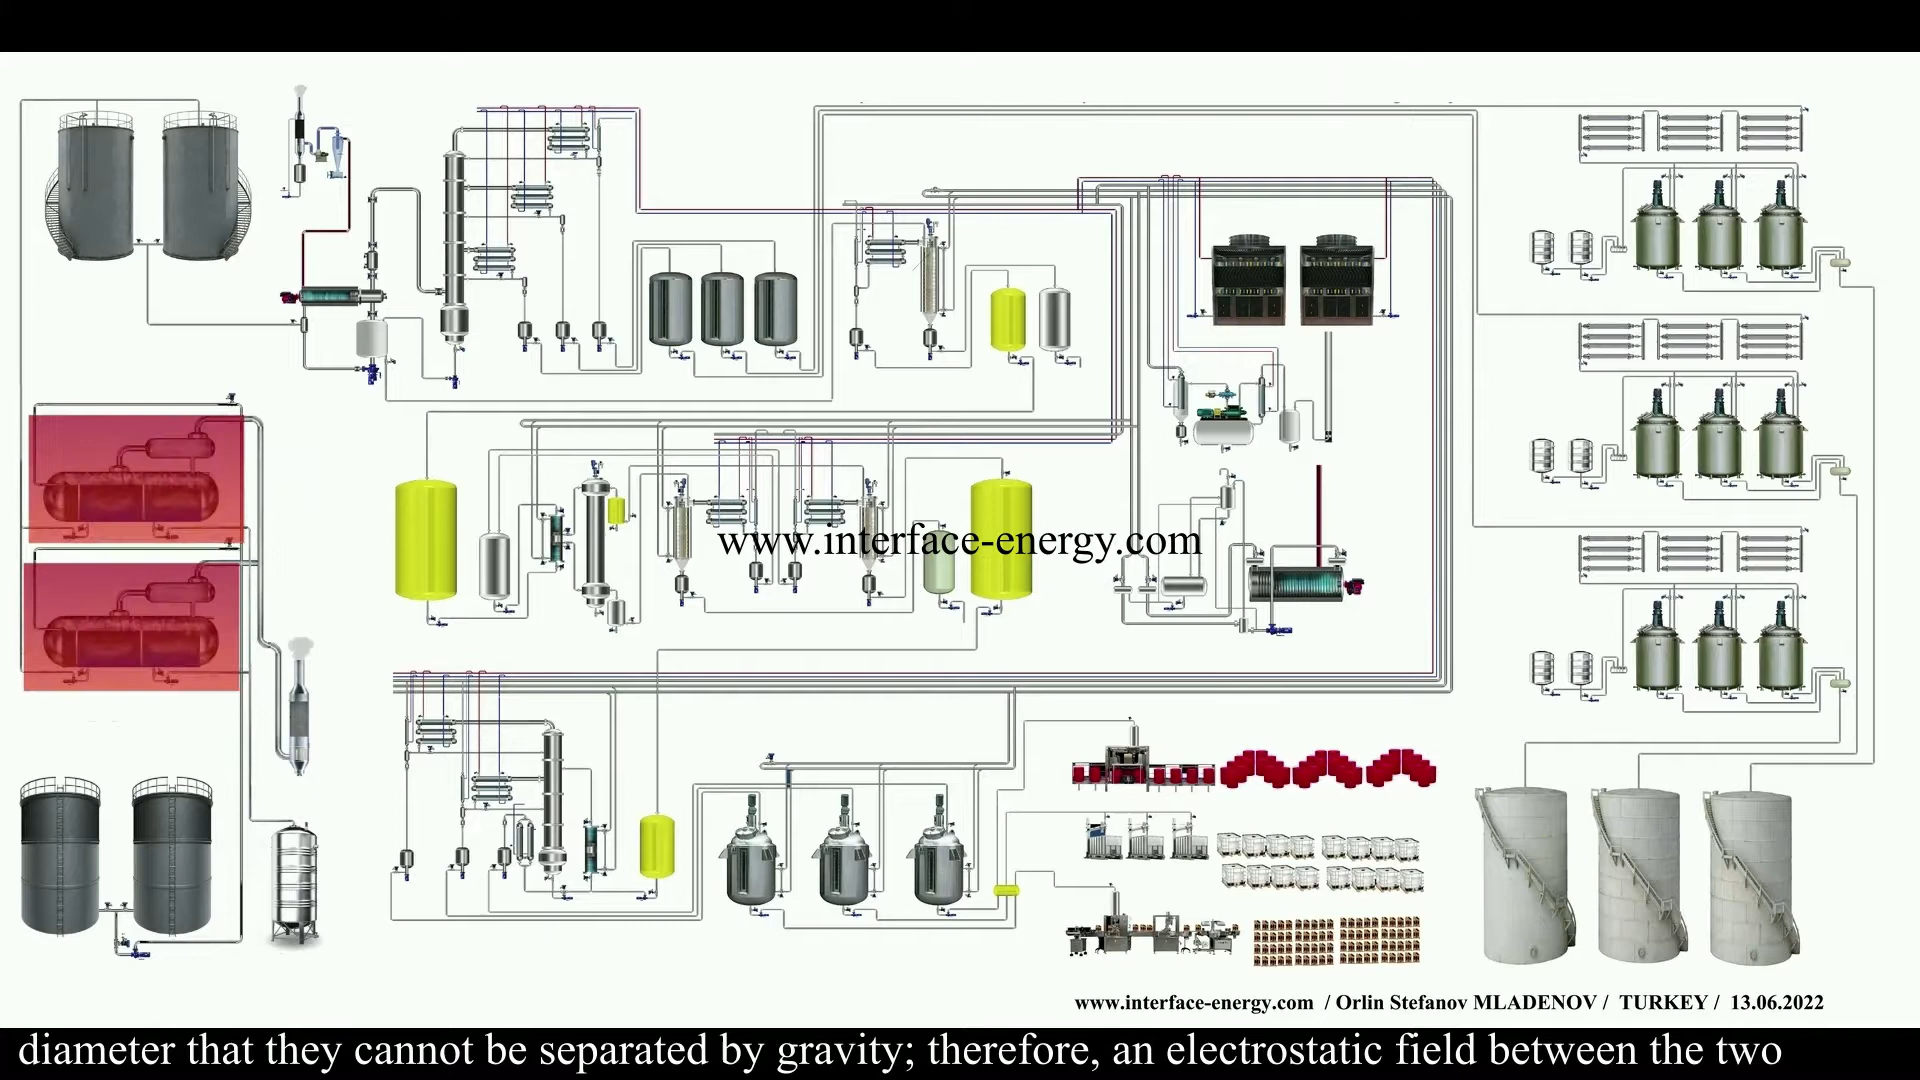 www.interface-energy.com
www.interface-energy.com / Orlin Stefanov MLADENOV / TURKEY / 13.06.2022
diameter that they cannot be separated by gravity; therefore, an electrostatic field between the two